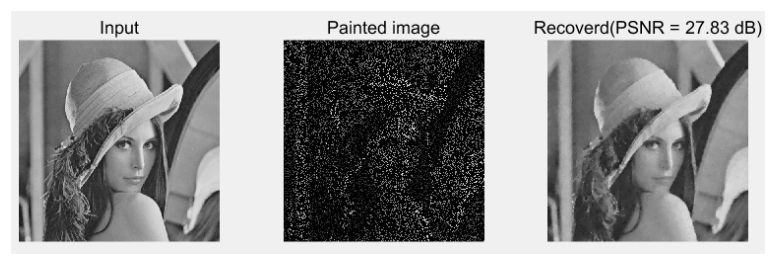 Input
Painted image
Recoverd(PSNR = 27.83 dB)